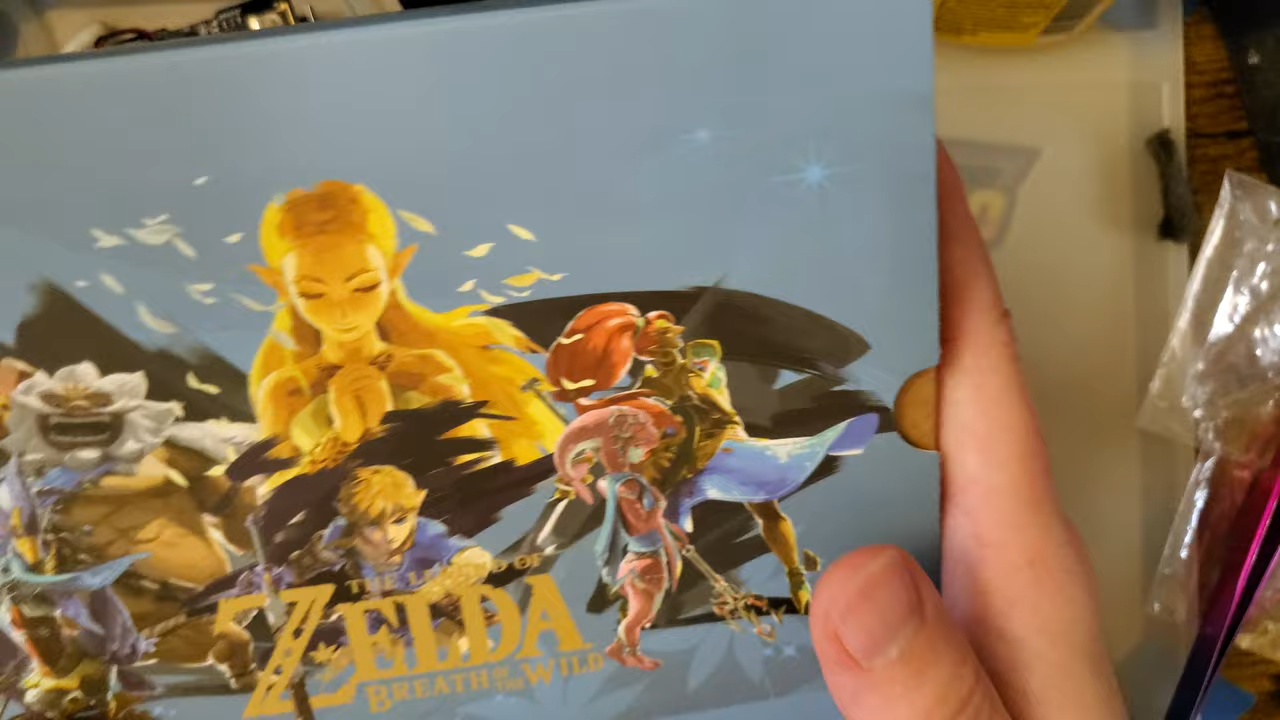 THE LEGEND OF
ZELDA
BREATH OF THE WILD